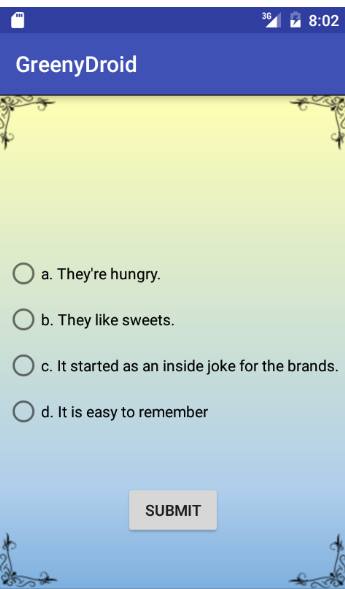 3G 8:02
GreenyDroid
a. They're hungry.
b. They like sweets.
c. It started as an inside joke for the brands.
d. It is easy to remember
SUBMIT